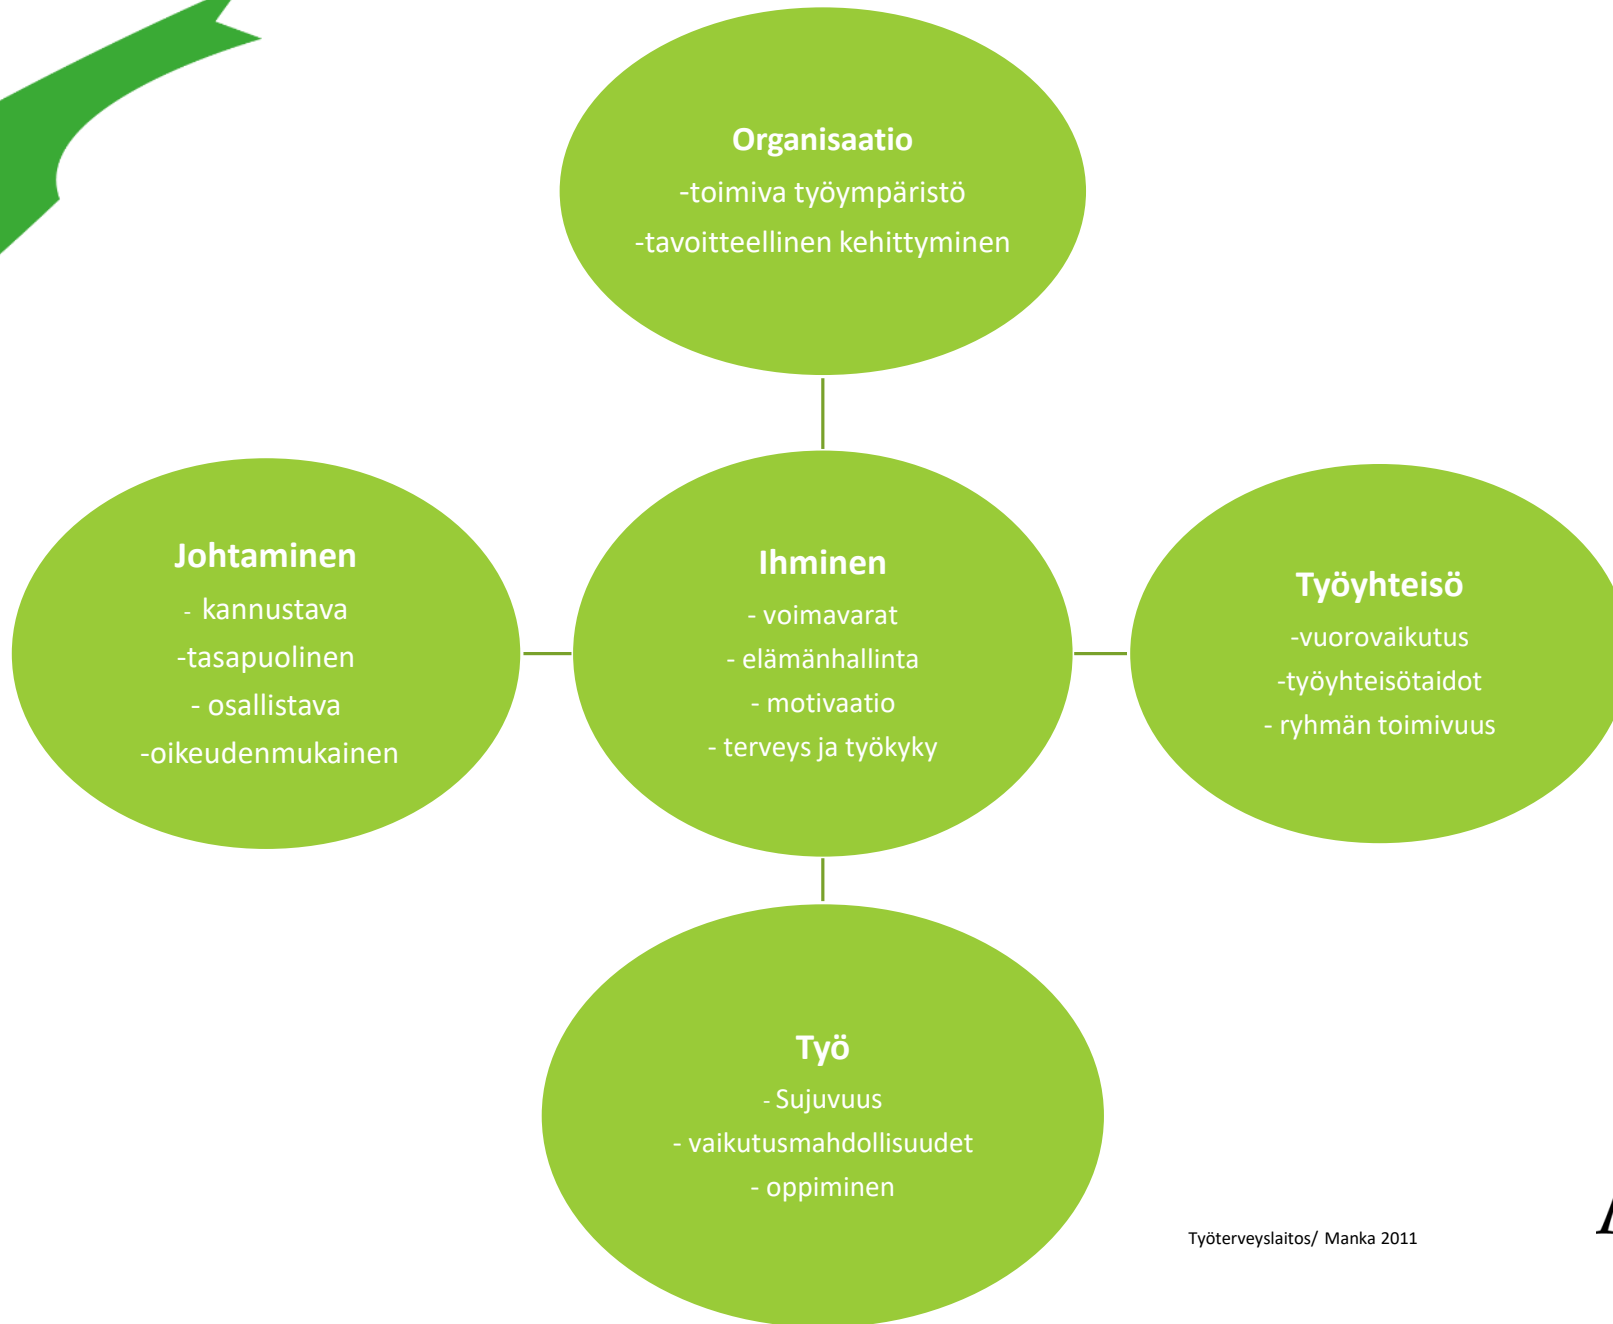 Organisaatio
-toimiva työympäristö
-tavoitteellinen kehittyminen
Johtaminen
- kannustava
-tasapuolinen
- osallistava
-oikeudenmukainen
Ihminen
- voimavarat
- elämänhallinta
- motivaatio
- terveys ja työkyky
Työyhteisö
-vuorovaikutus
-työyhteisötaidot
- ryhmän toimivuus
Työ
- Sujuvuus
- vaikutusmahdollisuudet
- oppiminen
Työterveyslaitos/ Manka 2011